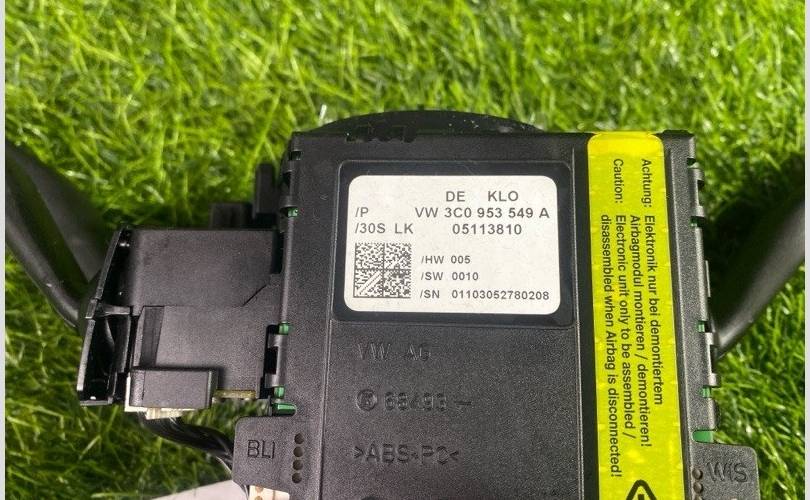 DE KLO
/P VW 3C0 953 549 A
/30S LK 05113810
/HW 005
/SW 0010
/SN 01103052780208
VW AG
>ABS+PC<
BLI
WIS
Achtung: Elektronik nur bei demontiertem
Airbagmodul montieren / demontieren!
Caution: Electronic unit only to be assembled /
disassembled when Airbag is disconnected!